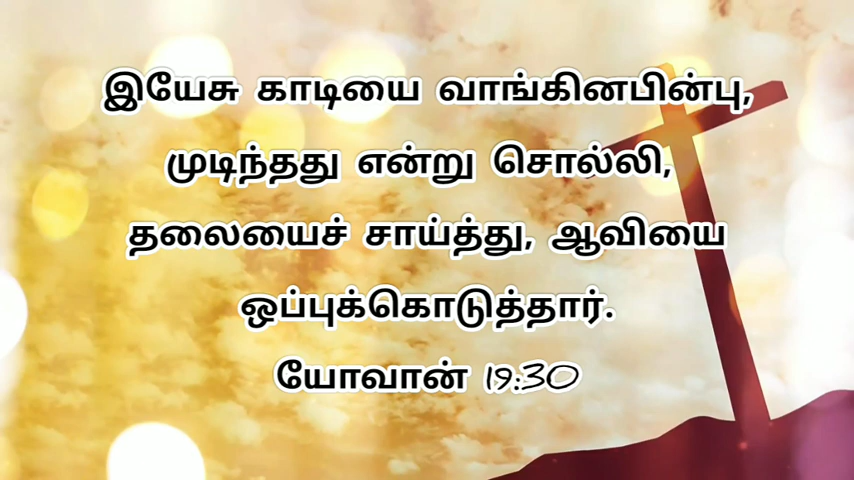 இயேசு காடியை வாங்கினபின்பு,
முடிந்தது என்று சொல்லி,
தலையைச் சாய்த்து, ஆவியை
ஒப்புக்கொடுத்தார்.
யோவான் 19:30